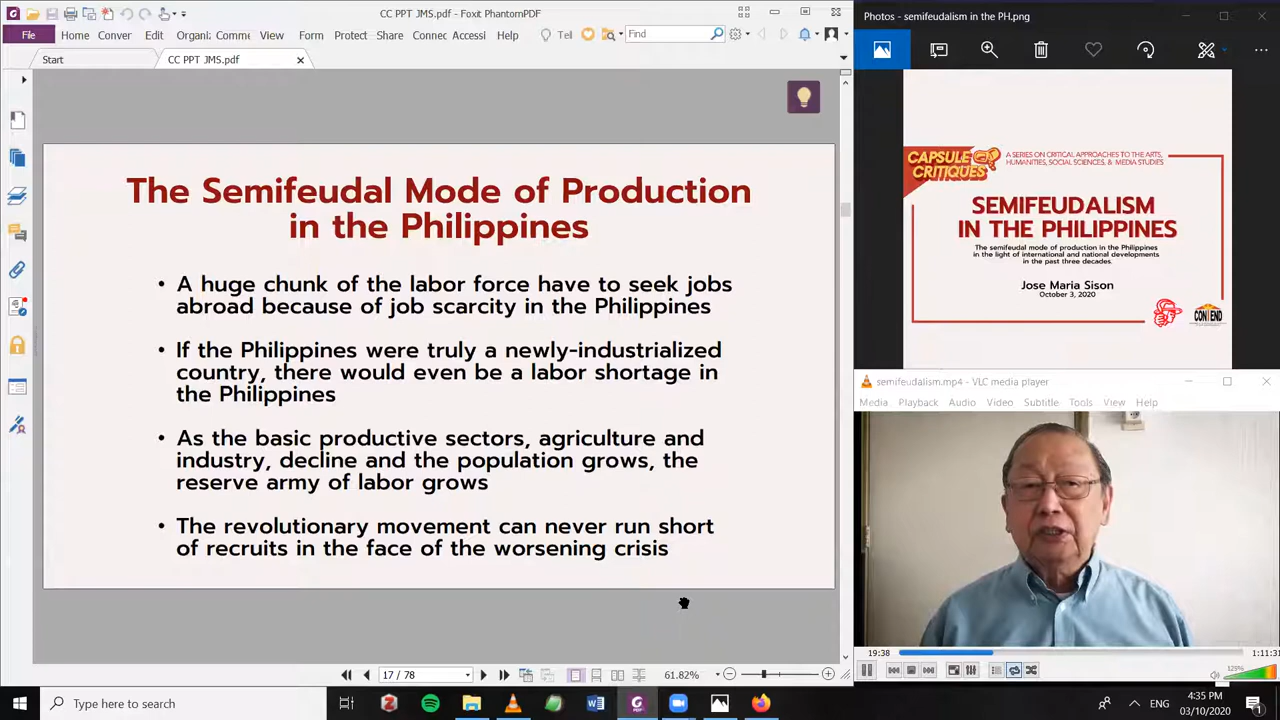 CC PPT JMS.pdf - Foxit PhantomPDF
File Home Conver Edit Organi: Comme View Form Protect Share Connec Accessi Help Tel Find
Start
CC PPT JMS.pdf
The Semifeudal Mode of Production
in the Philippines
• A huge chunk of the labor force have to seek jobs
abroad because of job scarcity in the Philippines
• If the Philippines were truly a newly-industrialized
country, there would even be a labor shortage in
the Philippines
• As the basic productive sectors, agriculture and
industry, decline and the population grows, the
reserve army of labor grows
• The revolutionary movement can never run short
of recruits in the face of the worsening crisis
17 / 78
61.82%
Photos - semifeudalism in the PH.png
CAPSULE
CRITIQUES
A SERIES ON CRITICAL APPROACHES TO THE ARTS,
HUMANITIES, SOCIAL SCIENCES, & MEDIA STUDIES
SEMIFEUDALISM
IN THE PHILIPPINES
The semifeudal mode of production in the Philippines
in the light of international and national developments
in the past three decades.
Jose Maria Sison
October 3, 2020
CONTEND
semifeudalism.mp4 - VLC media player
Media Playback Audio Video Subtitle Tools View Help
19:38
1:11:31
125%
Type here to search
ENG
4:35 PM
03/10/2020